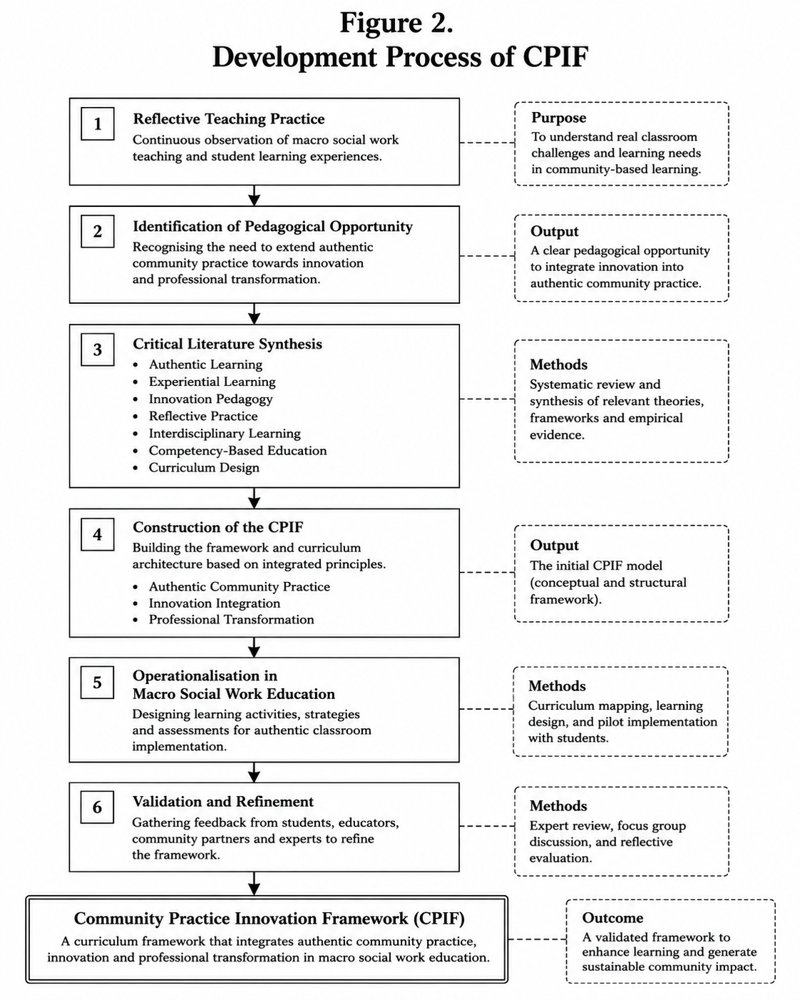 Figure 2.
Development Process of CPIF
1
Reflective Teaching Practice
Continuous observation of macro social work
teaching and student learning experiences.
Purpose
To understand real classroom
challenges and learning needs
in community-based learning.
2
Identification of Pedagogical Opportunity
Recognising the need to extend authentic
community practice towards innovation
and professional transformation.
Output
A clear pedagogical opportunity
to integrate innovation into
authentic community practice.
3
Critical Literature Synthesis
• Authentic Learning
• Experiential Learning
• Innovation Pedagogy
• Reflective Practice
• Interdisciplinary Learning
• Competency-Based Education
• Curriculum Design
Methods
Systematic review and
synthesis of relevant theories,
frameworks and empirical
evidence.
4
Construction of the CPIF
Building the framework and curriculum
architecture based on integrated principles.
• Authentic Community Practice
• Innovation Integration
• Professional Transformation
Output
The initial CPIF model
(conceptual and structural
framework).
5
Operationalisation in
Macro Social Work Education
Designing learning activities, strategies
and assessments for authentic classroom
implementation.
Methods
Curriculum mapping, learning
design, and pilot implementation
with students.
6
Validation and Refinement
Gathering feedback from students, educators,
community partners and experts to refine
the framework.
Methods
Expert review, focus group
discussion, and reflective
evaluation.
Community Practice Innovation Framework (CPIF)
A curriculum framework that integrates authentic community practice,
innovation and professional transformation in macro social work education.
Outcome
A validated framework to
enhance learning and generate
sustainable community impact.